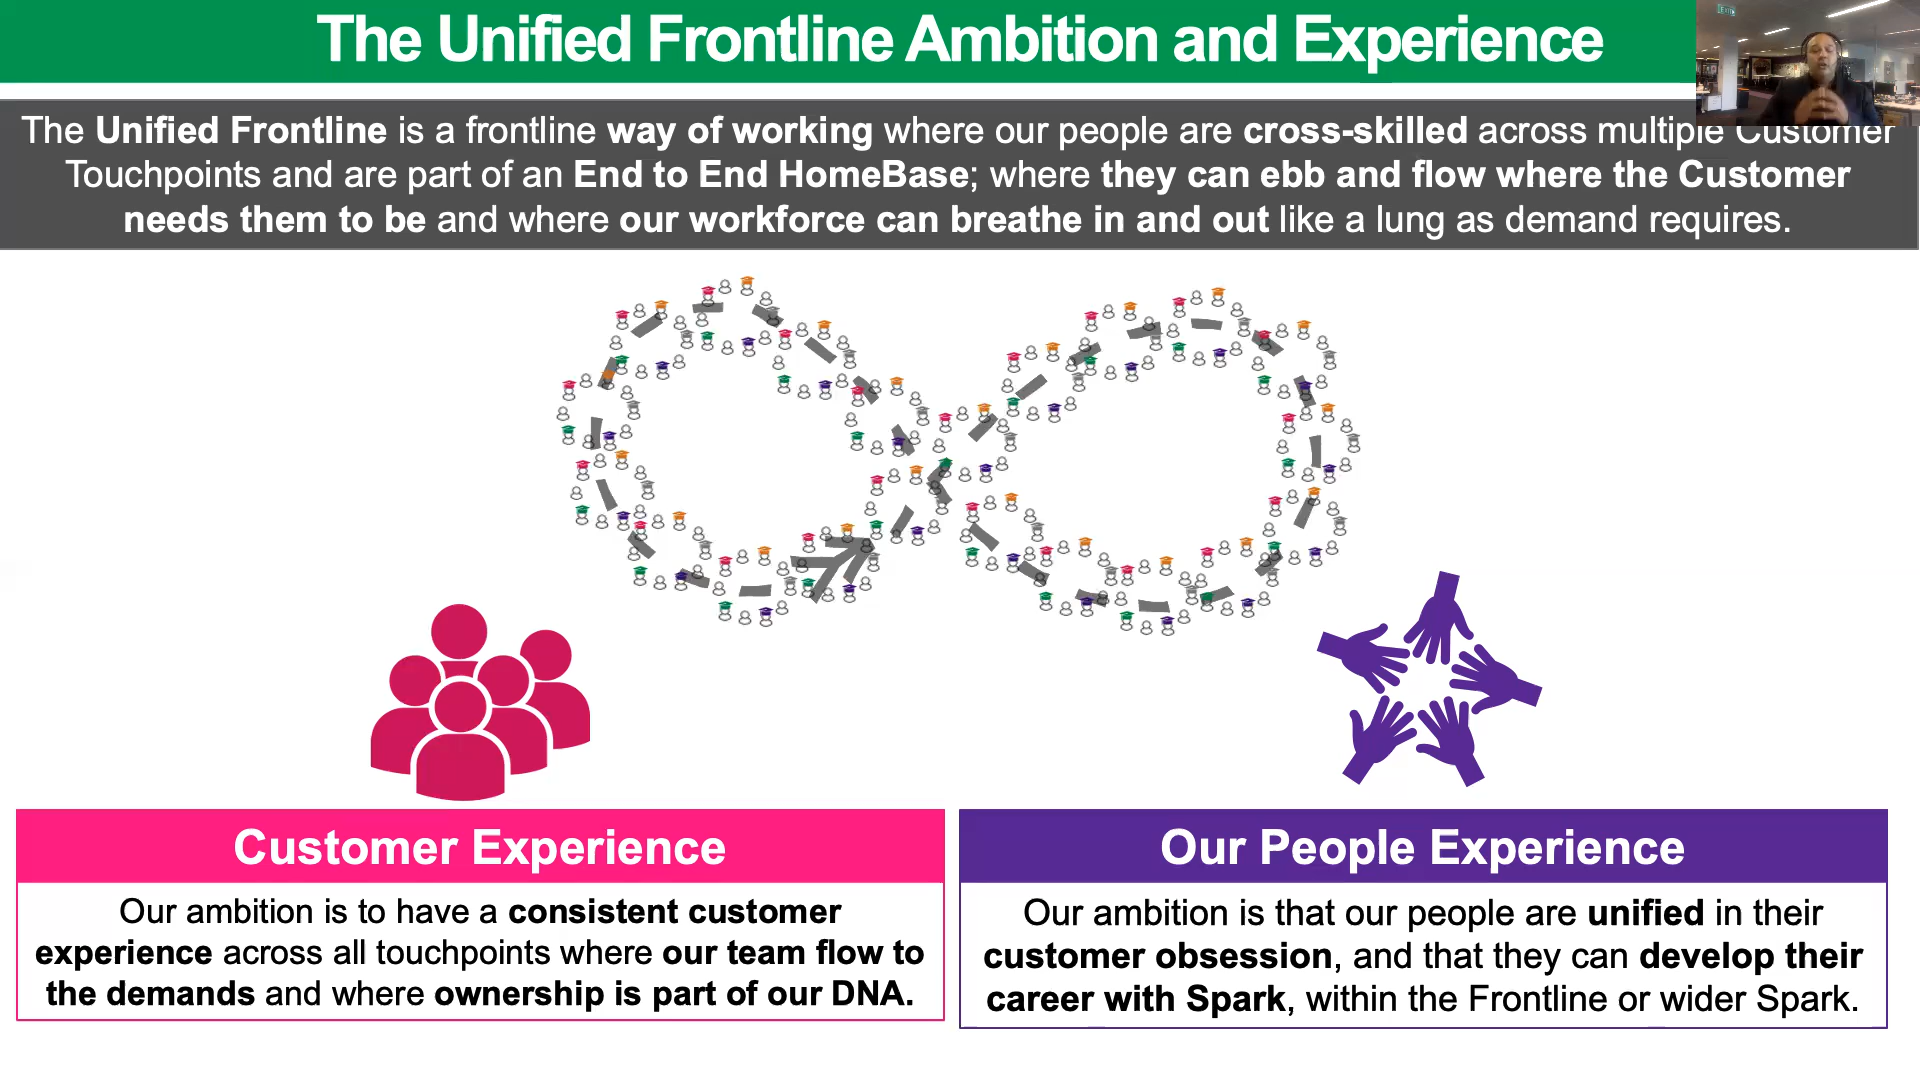 The Unified Frontline Ambition and Experience
EXIT
The Unified Frontline is a frontline way of working where our people are cross-skilled across multiple Customer
Touchpoints and are part of an End to End HomeBase; where they can ebb and flow where the Customer
needs them to be and where our workforce can breathe in and out like a lung as demand requires.
Customer Experience
Our ambition is to have a consistent customer
experience across all touchpoints where our team flow to
the demands and where ownership is part of our DNA.
Our People Experience
Our ambition is that our people are unified in their
customer obsession, and that they can develop their
career with Spark, within the Frontline or wider Spark.